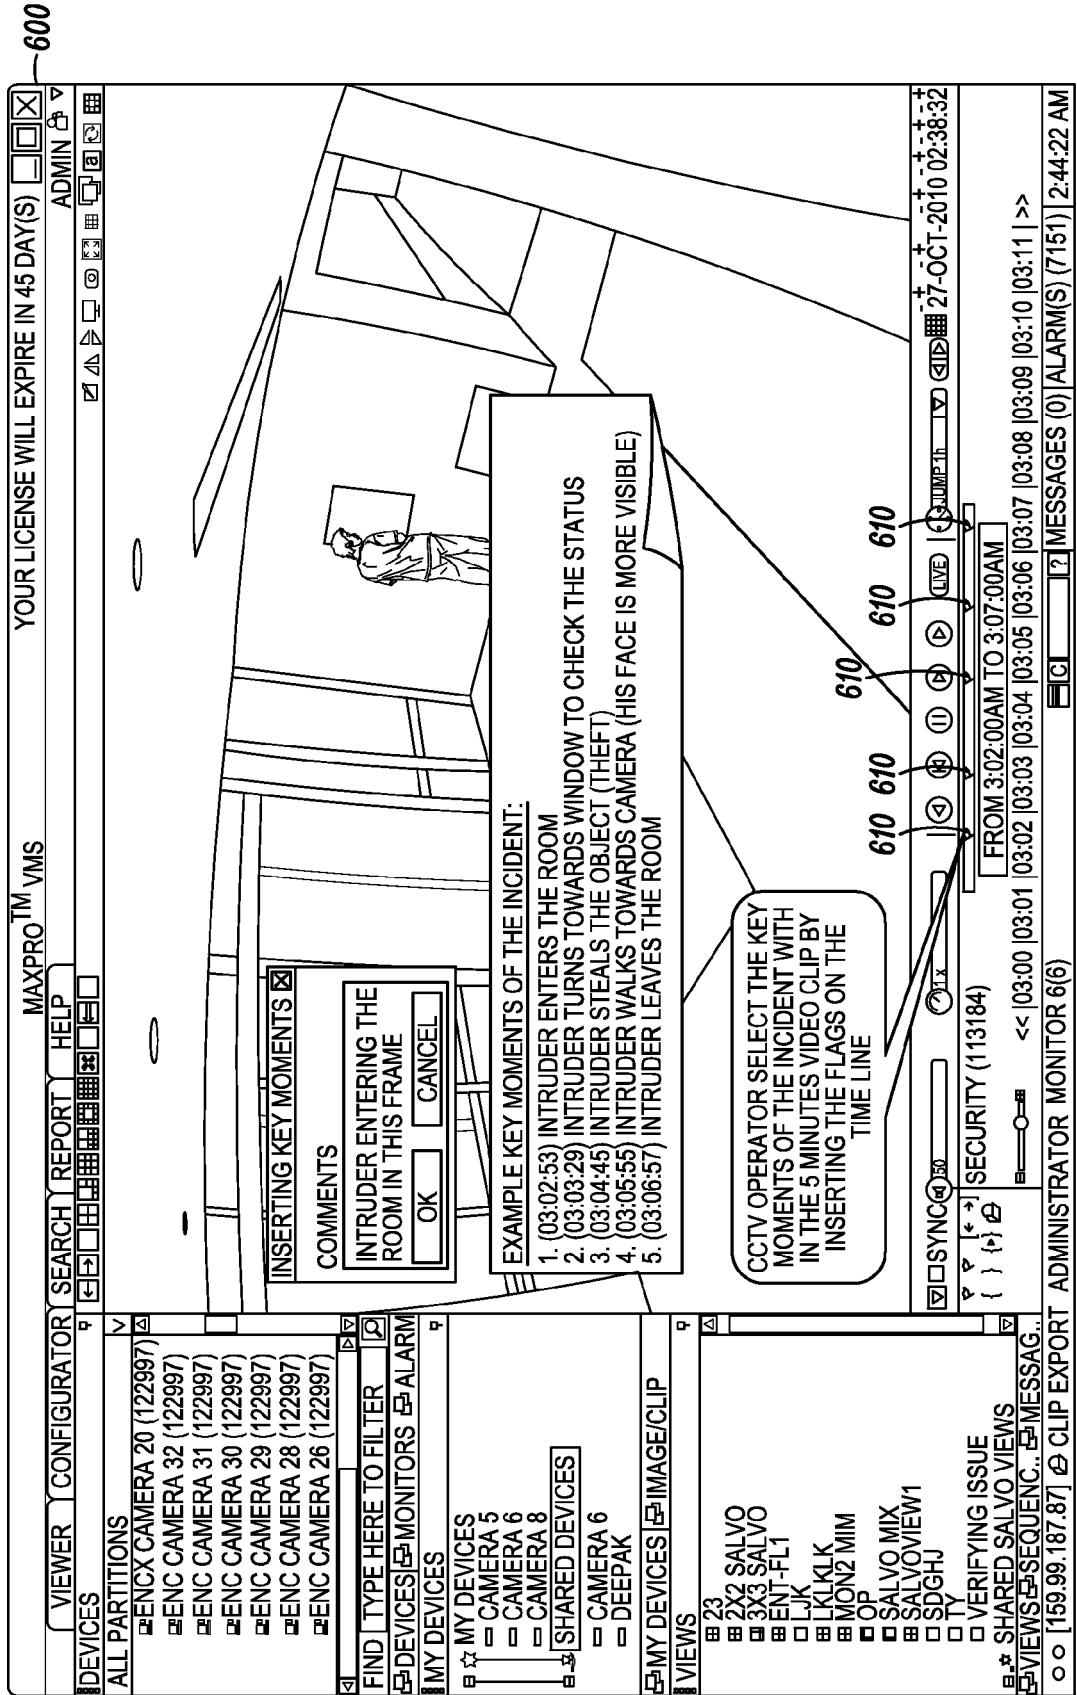 600
MAXPRO™ VMS
YOUR LICENSE WILL EXPIRE IN 45 DAY(S)
VIEWER CONFIGURATOR SEARCH REPORT HELP
ADMIN
DEVICES
ALL PARTITIONS
ENCX CAMERA 20 (122997)
ENC CAMERA 32 (122997)
ENC CAMERA 31 (122997)
ENC CAMERA 30 (122997)
ENC CAMERA 29 (122997)
ENC CAMERA 28 (122997)
ENC CAMERA 26 (122997)
FIND TYPE HERE TO FILTER
DEVICES MONITORS ALARM
MY DEVICES
MY DEVICES
CAMERA 5
CAMERA 6
CAMERA 8
SHARED DEVICES
CAMERA 6
DEEPAK
MY DEVICES IMAGE/CLIP
VIEWS
23
2X2 SALVO
3X3 SALVO
ENT-FL1
LJK
LKLKLK
MON2 MIM
OP
SALVO MIX
SALVOVIEW1
SDGHJ
TY
VERIFYING ISSUE
SHARED SALVO VIEWS
VIEWS SEQUENC.. MESSAG..
INSERTING KEY MOMENTS
COMMENTS
INTRUDER ENTERING THE
ROOM IN THIS FRAME
OK CANCEL
EXAMPLE KEY MOMENTS OF THE INCIDENT:
1. (03:02:53) INTRUDER ENTERS THE ROOM
2. (03:03:29) INTRUDER TURNS TOWARDS WINDOW TO CHECK THE STATUS
3. (03:04:45) INTRUDER STEALS THE OBJECT (THEFT)
4. (03:05:55) INTRUDER WALKS TOWARDS CAMERA (HIS FACE IS MORE VISIBLE)
5. (03:06:57) INTRUDER LEAVES THE ROOM
CCTV OPERATOR SELECT THE KEY
MOMENTS OF THE INCIDENT WITH
IN THE 5 MINUTES VIDEO CLIP BY
INSERTING THE FLAGS ON THE
TIME LINE
610 610 610 610 610
SYNC 50 1 x LIVE JUMP 1h 27-OCT-2010 02:38:32
SECURITY (113184)
FROM 3:02:00AM TO 3:07:00AM
<< |03:00 |03:01 |03:02 |03:03 |03:04 |03:05 |03:06 |03:07 |03:08 |03:09 |03:10 |03:11 | >>
[159.99.187.87] CLIP EXPORT ADMINISTRATOR MONITOR 6(6) C ? MESSAGES (0) ALARM(S) (7151) 2:44:22 AM